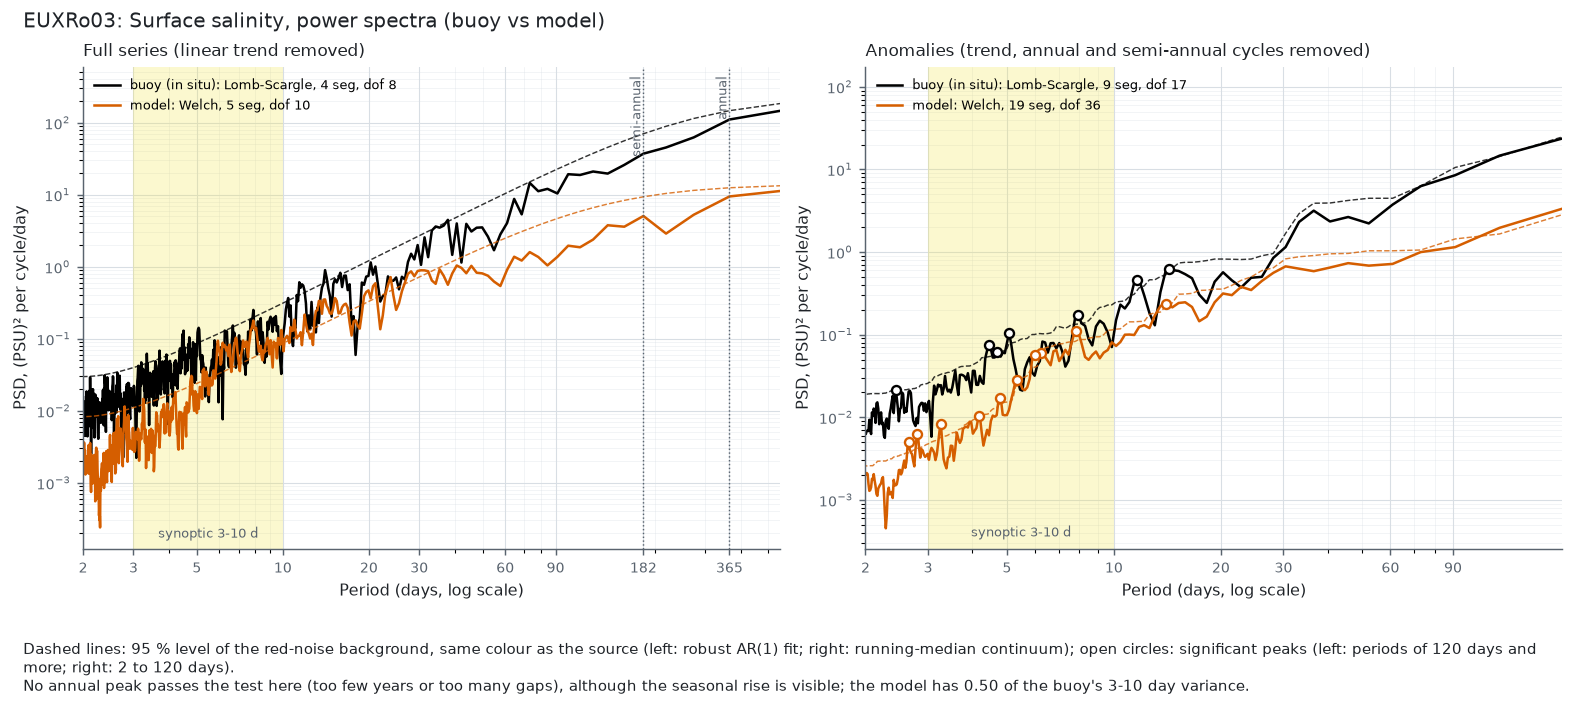 EUXRo03: Surface salinity, power spectra (buoy vs model)
Full series (linear trend removed)
buoy (in situ): Lomb-Scargle, 4 seg, dof 8
model: Welch, 5 seg, dof 10
semi-annual
annual
10²
10¹
10⁰
10⁻¹
10⁻²
10⁻³
PSD, (PSU)² per cycle/day
synoptic 3-10 d
2 3 5 10 20 30 60 90 182 365
Period (days, log scale)
Anomalies (trend, annual and semi-annual cycles removed)
buoy (in situ): Lomb-Scargle, 9 seg, dof 17
model: Welch, 19 seg, dof 36
10²
10¹
10⁰
10⁻¹
10⁻²
10⁻³
PSD, (PSU)² per cycle/day
synoptic 3-10 d
2 3 5 10 20 30 60 90
Period (days, log scale)
Dashed lines: 95 % level of the red-noise background, same colour as the source (left: robust AR(1) fit; right: running-median continuum); open circles: significant peaks (left: periods of 120 days and
more; right: 2 to 120 days).
No annual peak passes the test here (too few years or too many gaps), although the seasonal rise is visible; the model has 0.50 of the buoy's 3-10 day variance.